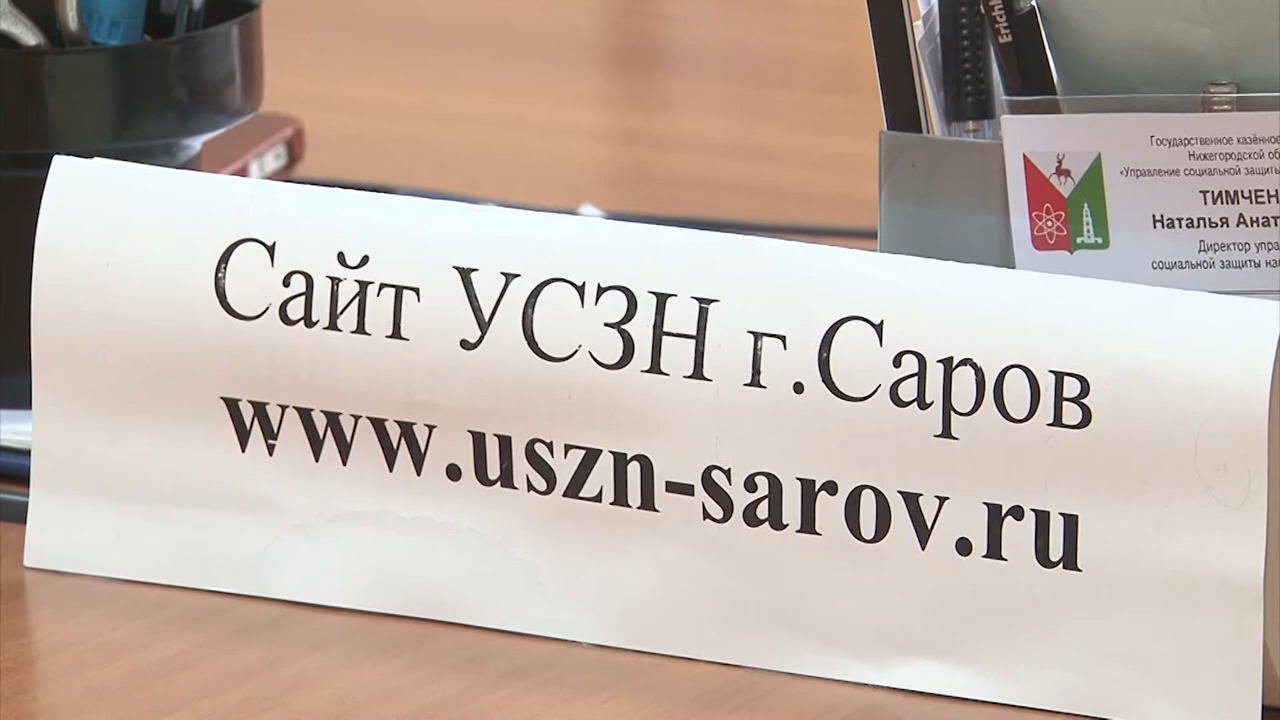 Erichk
Государственное казённое
Нижегородской об
«Управление социальной защиты
ТИМЧЕН
Наталья Анат
Директор упра
социальной защиты на
Сайт УСЗН г.Саров
www.uszn-sarov.ru